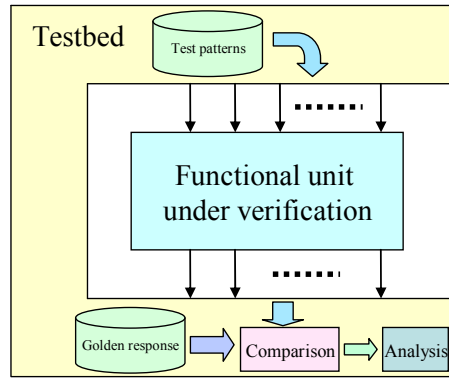 Testbed
Test patterns
Functional unit
under verification
Golden response
Comparison
Analysis